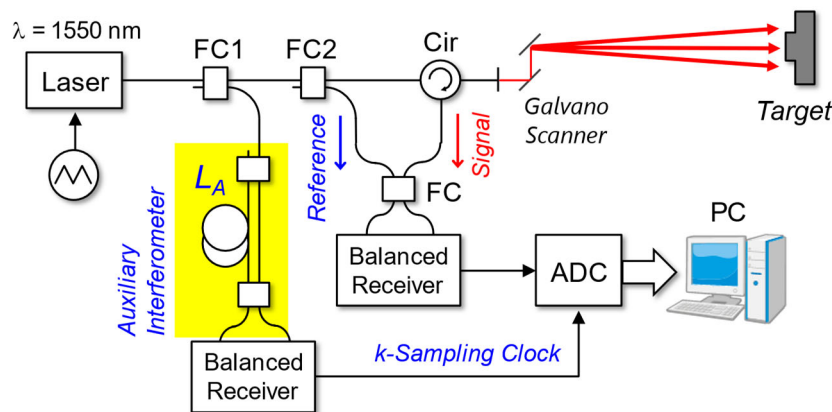 λ = 1550 nm
Laser
FC1
FC2
Cir
Galvano
Scanner
Target
Reference
Signal
L_A
FC
Auxiliary
Interferometer
Balanced
Receiver
ADC
PC
k-Sampling Clock
Balanced
Receiver